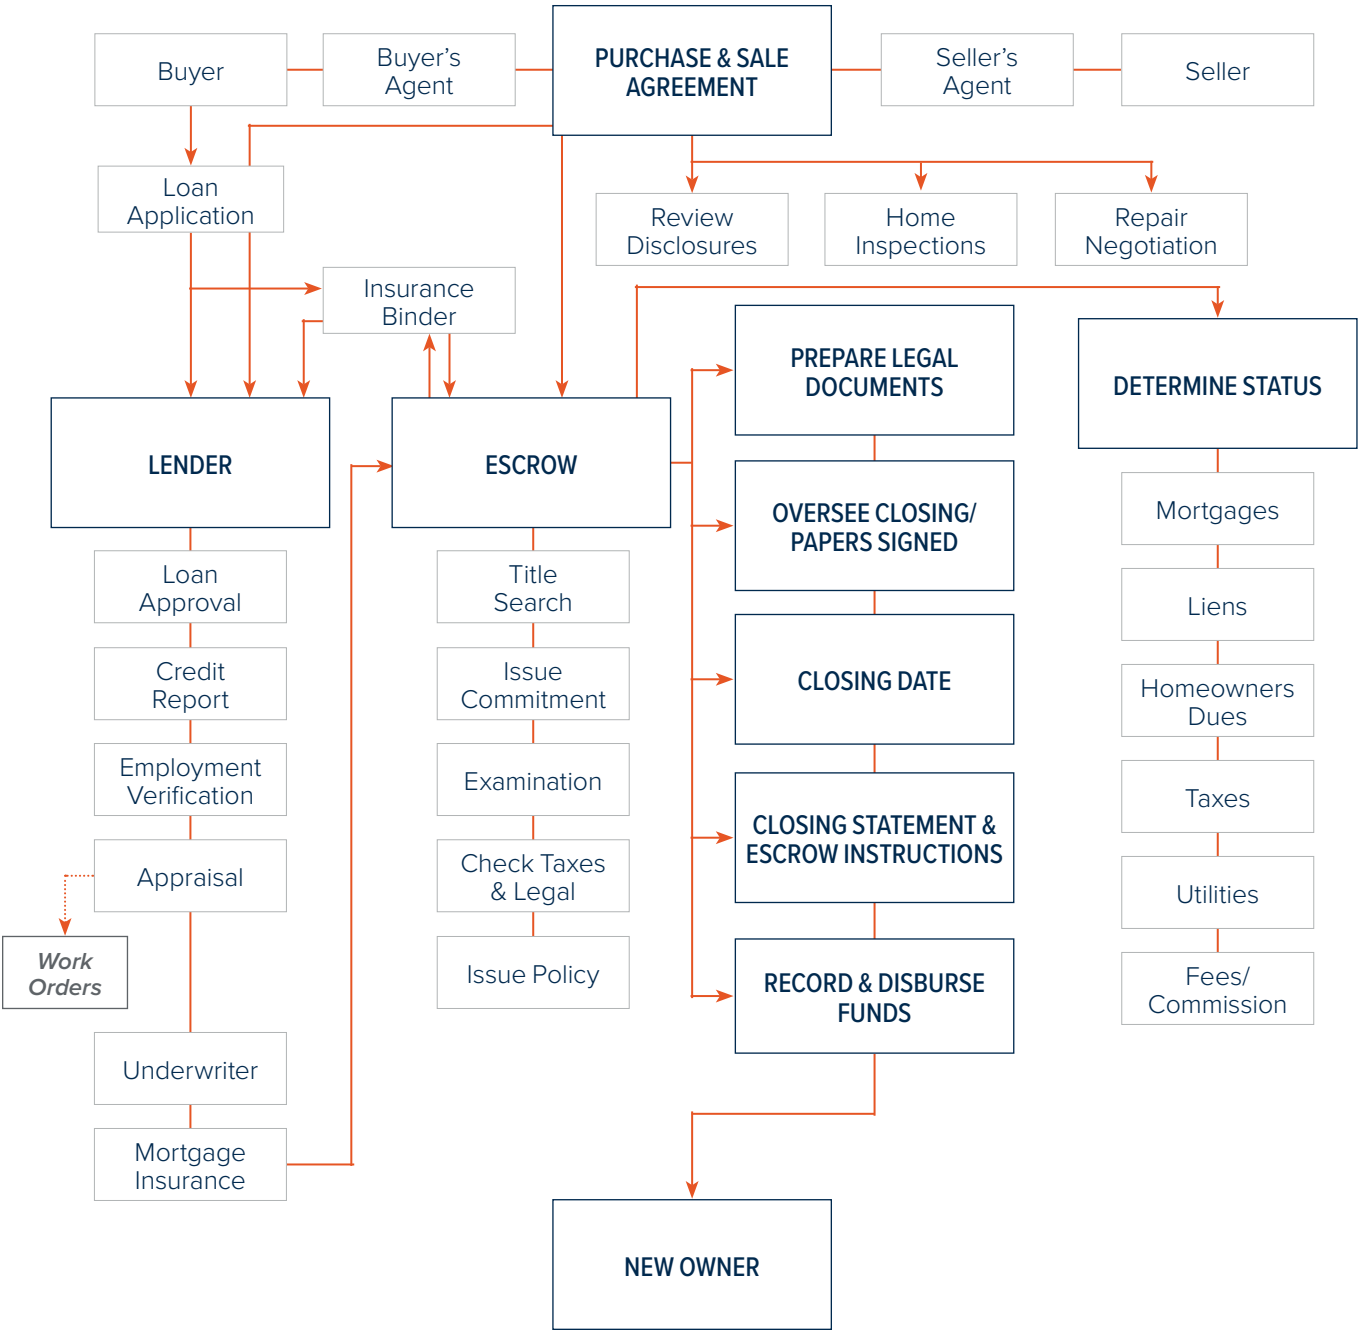 Buyer
Buyer’s
Agent
PURCHASE & SALE
AGREEMENT
Seller’s
Agent
Seller
Loan
Application
Review
Disclosures
Home
Inspections
Repair
Negotiation
Insurance
Binder
LENDER
ESCROW
PREPARE LEGAL
DOCUMENTS
DETERMINE STATUS
OVERSEE CLOSING/
PAPERS SIGNED
CLOSING DATE
CLOSING STATEMENT &
ESCROW INSTRUCTIONS
RECORD & DISBURSE
FUNDS
Loan
Approval
Credit
Report
Employment
Verification
Appraisal
Work
Orders
Underwriter
Mortgage
Insurance
Title
Search
Issue
Commitment
Examination
Check Taxes
& Legal
Issue Policy
Mortgages
Liens
Homeowners
Dues
Taxes
Utilities
Fees/
Commission
NEW OWNER